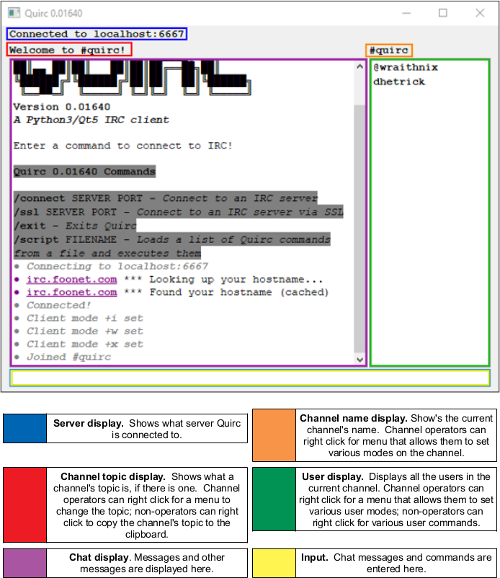 Quirc 0.01640
Connected to localhost:6667
Welcome to #quirc!
#quirc
@wraithnix
dhetrick
Version 0.01640
A Python3/Qt5 IRC client
Enter a command to connect to IRC!
Quirc 0.01640 Commands
/connect SERVER PORT - Connect to an IRC server
/ssl SERVER PORT - Connect to an IRC server via SSL
/exit - Exits Quirc
/script FILENAME - Loads a list of Quirc commands
from a file and executes them
● Connecting to localhost:6667
● irc.foonet.com *** Looking up your hostname...
● irc.foonet.com *** Found your hostname (cached)
● Connected!
● Client mode +i set
● Client mode +w set
● Client mode +x set
● Joined #quirc
Server display. Shows what server Quirc
is connected to.
Channel name display. Show's the current
channel's name. Channel operators can
right click for menu that allows them to set
various modes on the channel.
Channel topic display. Shows what a
channel's topic is, if there is one. Channel
operators can right click for a menu to
change the topic; non-operators can right
click to copy the channel's topic to the
clipboard.
User display. Displays all the users in the
current channel. Channel operators can
right click for a menu that allows them to set
various user modes; non-operators can
right click for various user commands.
Chat display. Messages and other
messages are displayed here.
Input. Chat messages and commands are
entered here.